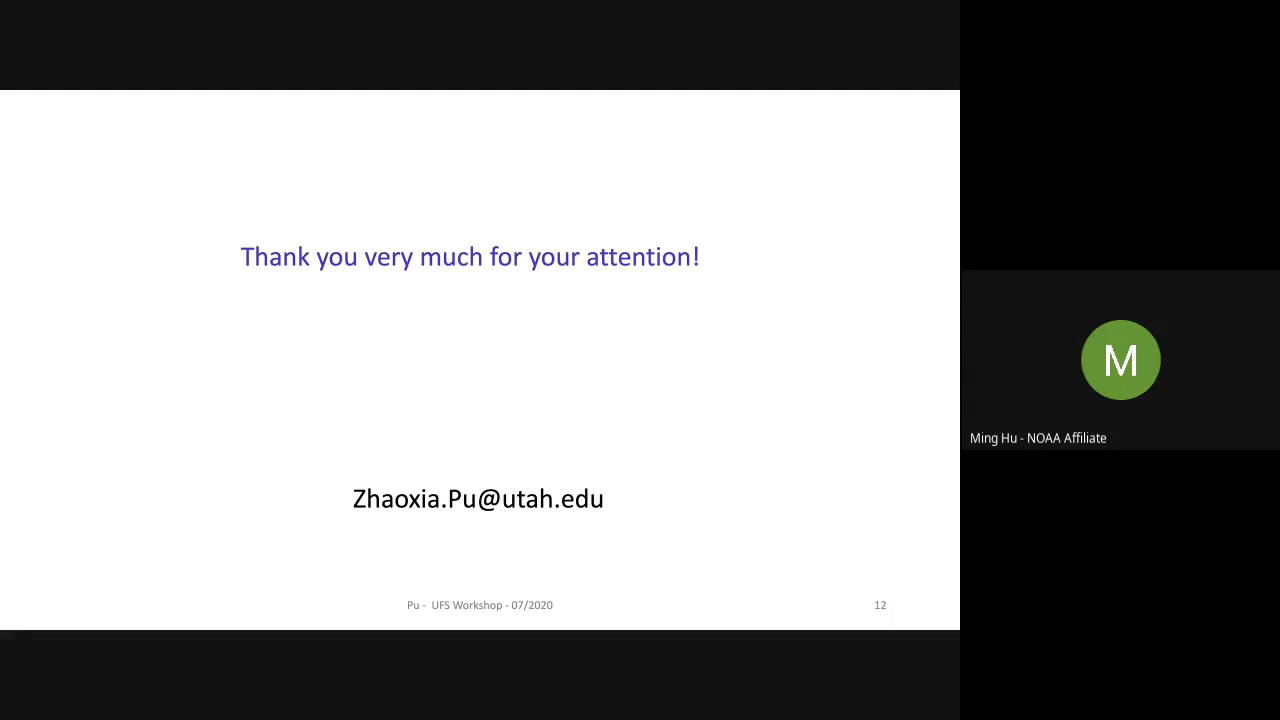 Thank you very much for your attention!
Zhaoxia.Pu@utah.edu
Pu - UFS Workshop - 07/2020
12
M
Ming Hu - NOAA Affiliate